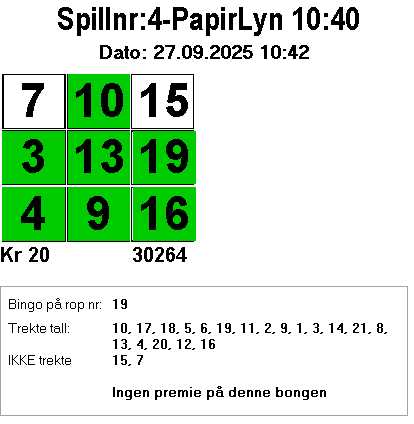 Spillnr:4-PapirLyn 10:40
Dato: 27.09.2025 10:42
7 10 15
3 13 19
4 9 16
Kr 20 30264
Bingo på rop nr: 19
Trekte tall: 10, 17, 18, 5, 6, 19, 11, 2, 9, 1, 3, 14, 21, 8,
13, 4, 20, 12, 16
IKKE trekte 15, 7
Ingen premie på denne bongen